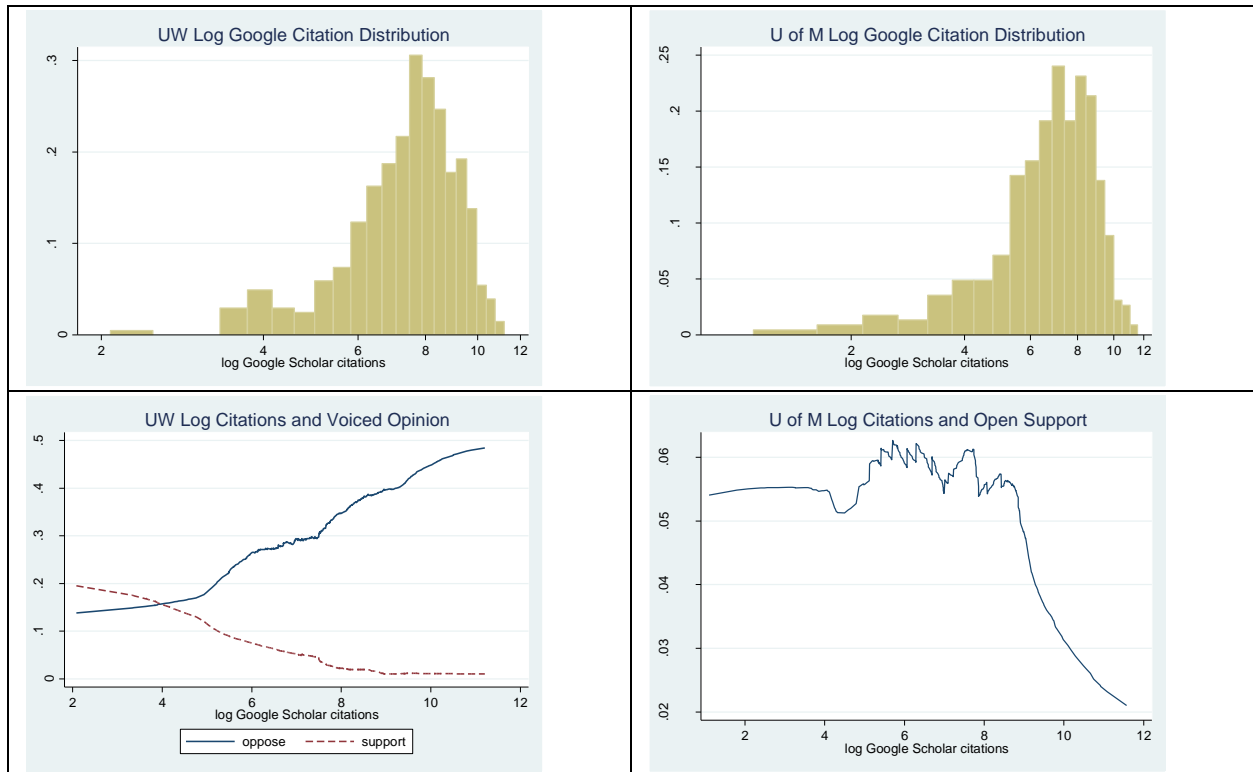 UW Log Google Citation Distribution
.3
.2
.1
0
2 4 6 8 10 12
log Google Scholar citations
U of M Log Google Citation Distribution
.25
.2
.15
.1
.05
0
2 4 6 8 10 12
log Google Scholar citations
UW Log Citations and Voiced Opinion
.5
.4
.3
.2
.1
0
2 4 6 8 10 12
log Google Scholar citations
oppose support
U of M Log Citations and Open Support
.06
.05
.04
.03
.02
2 4 6 8 10 12
log Google Scholar citations